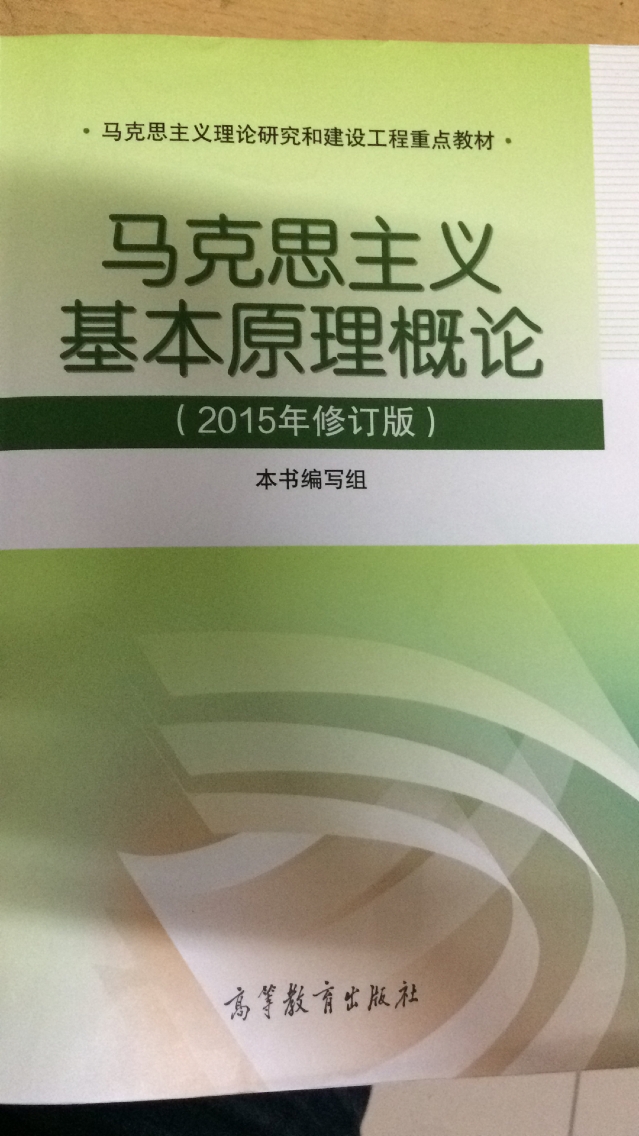 ·马克思主义理论研究和建设工程重点教材·
马克思主义
基本原理概论
（2015年修订版）
本书编写组
高等教育出版社